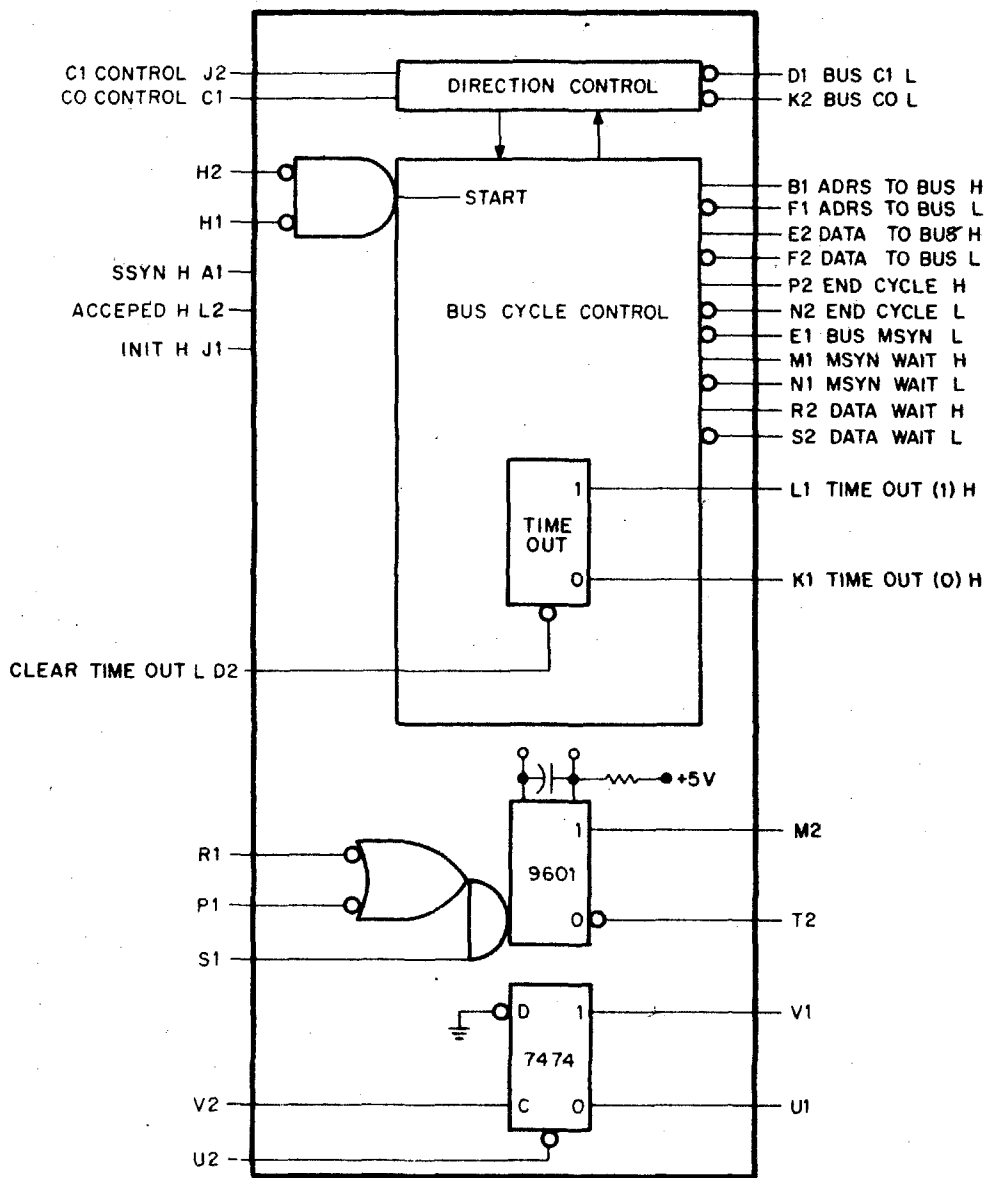 C1 CONTROL J2
CO CONTROL C1
DIRECTION CONTROL
D1 BUS C1 L
K2 BUS CO L
H2
H1
START
SSYN H A1
ACCEPED H L2
INIT H J1
BUS CYCLE CONTROL
B1 ADRS TO BUS H
F1 ADRS TO BUS L
E2 DATA TO BUS H
F2 DATA TO BUS L
P2 END CYCLE H
N2 END CYCLE L
E1 BUS MSYN L
M1 MSYN WAIT H
N1 MSYN WAIT L
R2 DATA WAIT H
S2 DATA WAIT L
1
TIME
OUT
0
L1 TIME OUT (1) H
K1 TIME OUT (0) H
CLEAR TIME OUT L D2
+5V
R1
P1
S1
1
9601
0
M2
T2
D 1
7474
C 0
V2
U2
V1
U1